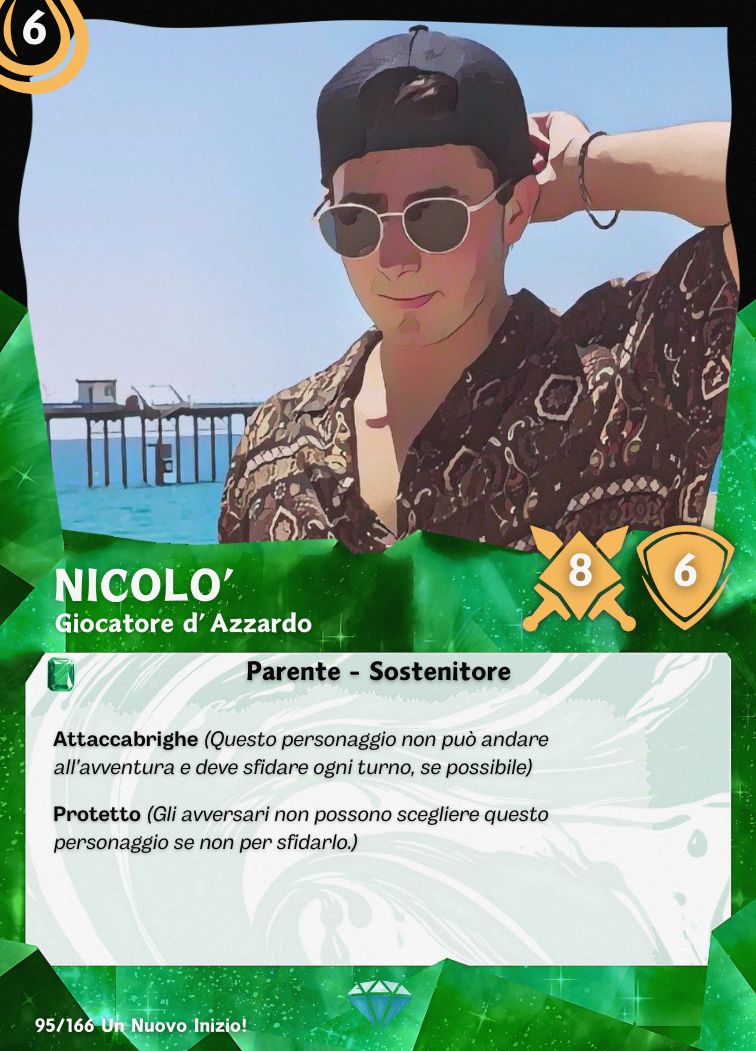 6
8
6
NICOLO’
Giocatore d’Azzardo
Parente - Sostenitore
Attaccabrighe (Questo personaggio non può andare
all’avventura e deve sfidare ogni turno, se possibile)
Protetto (Gli avversari non possono scegliere questo
personaggio se non per sfidarlo.)
95/166 Un Nuovo Inizio!